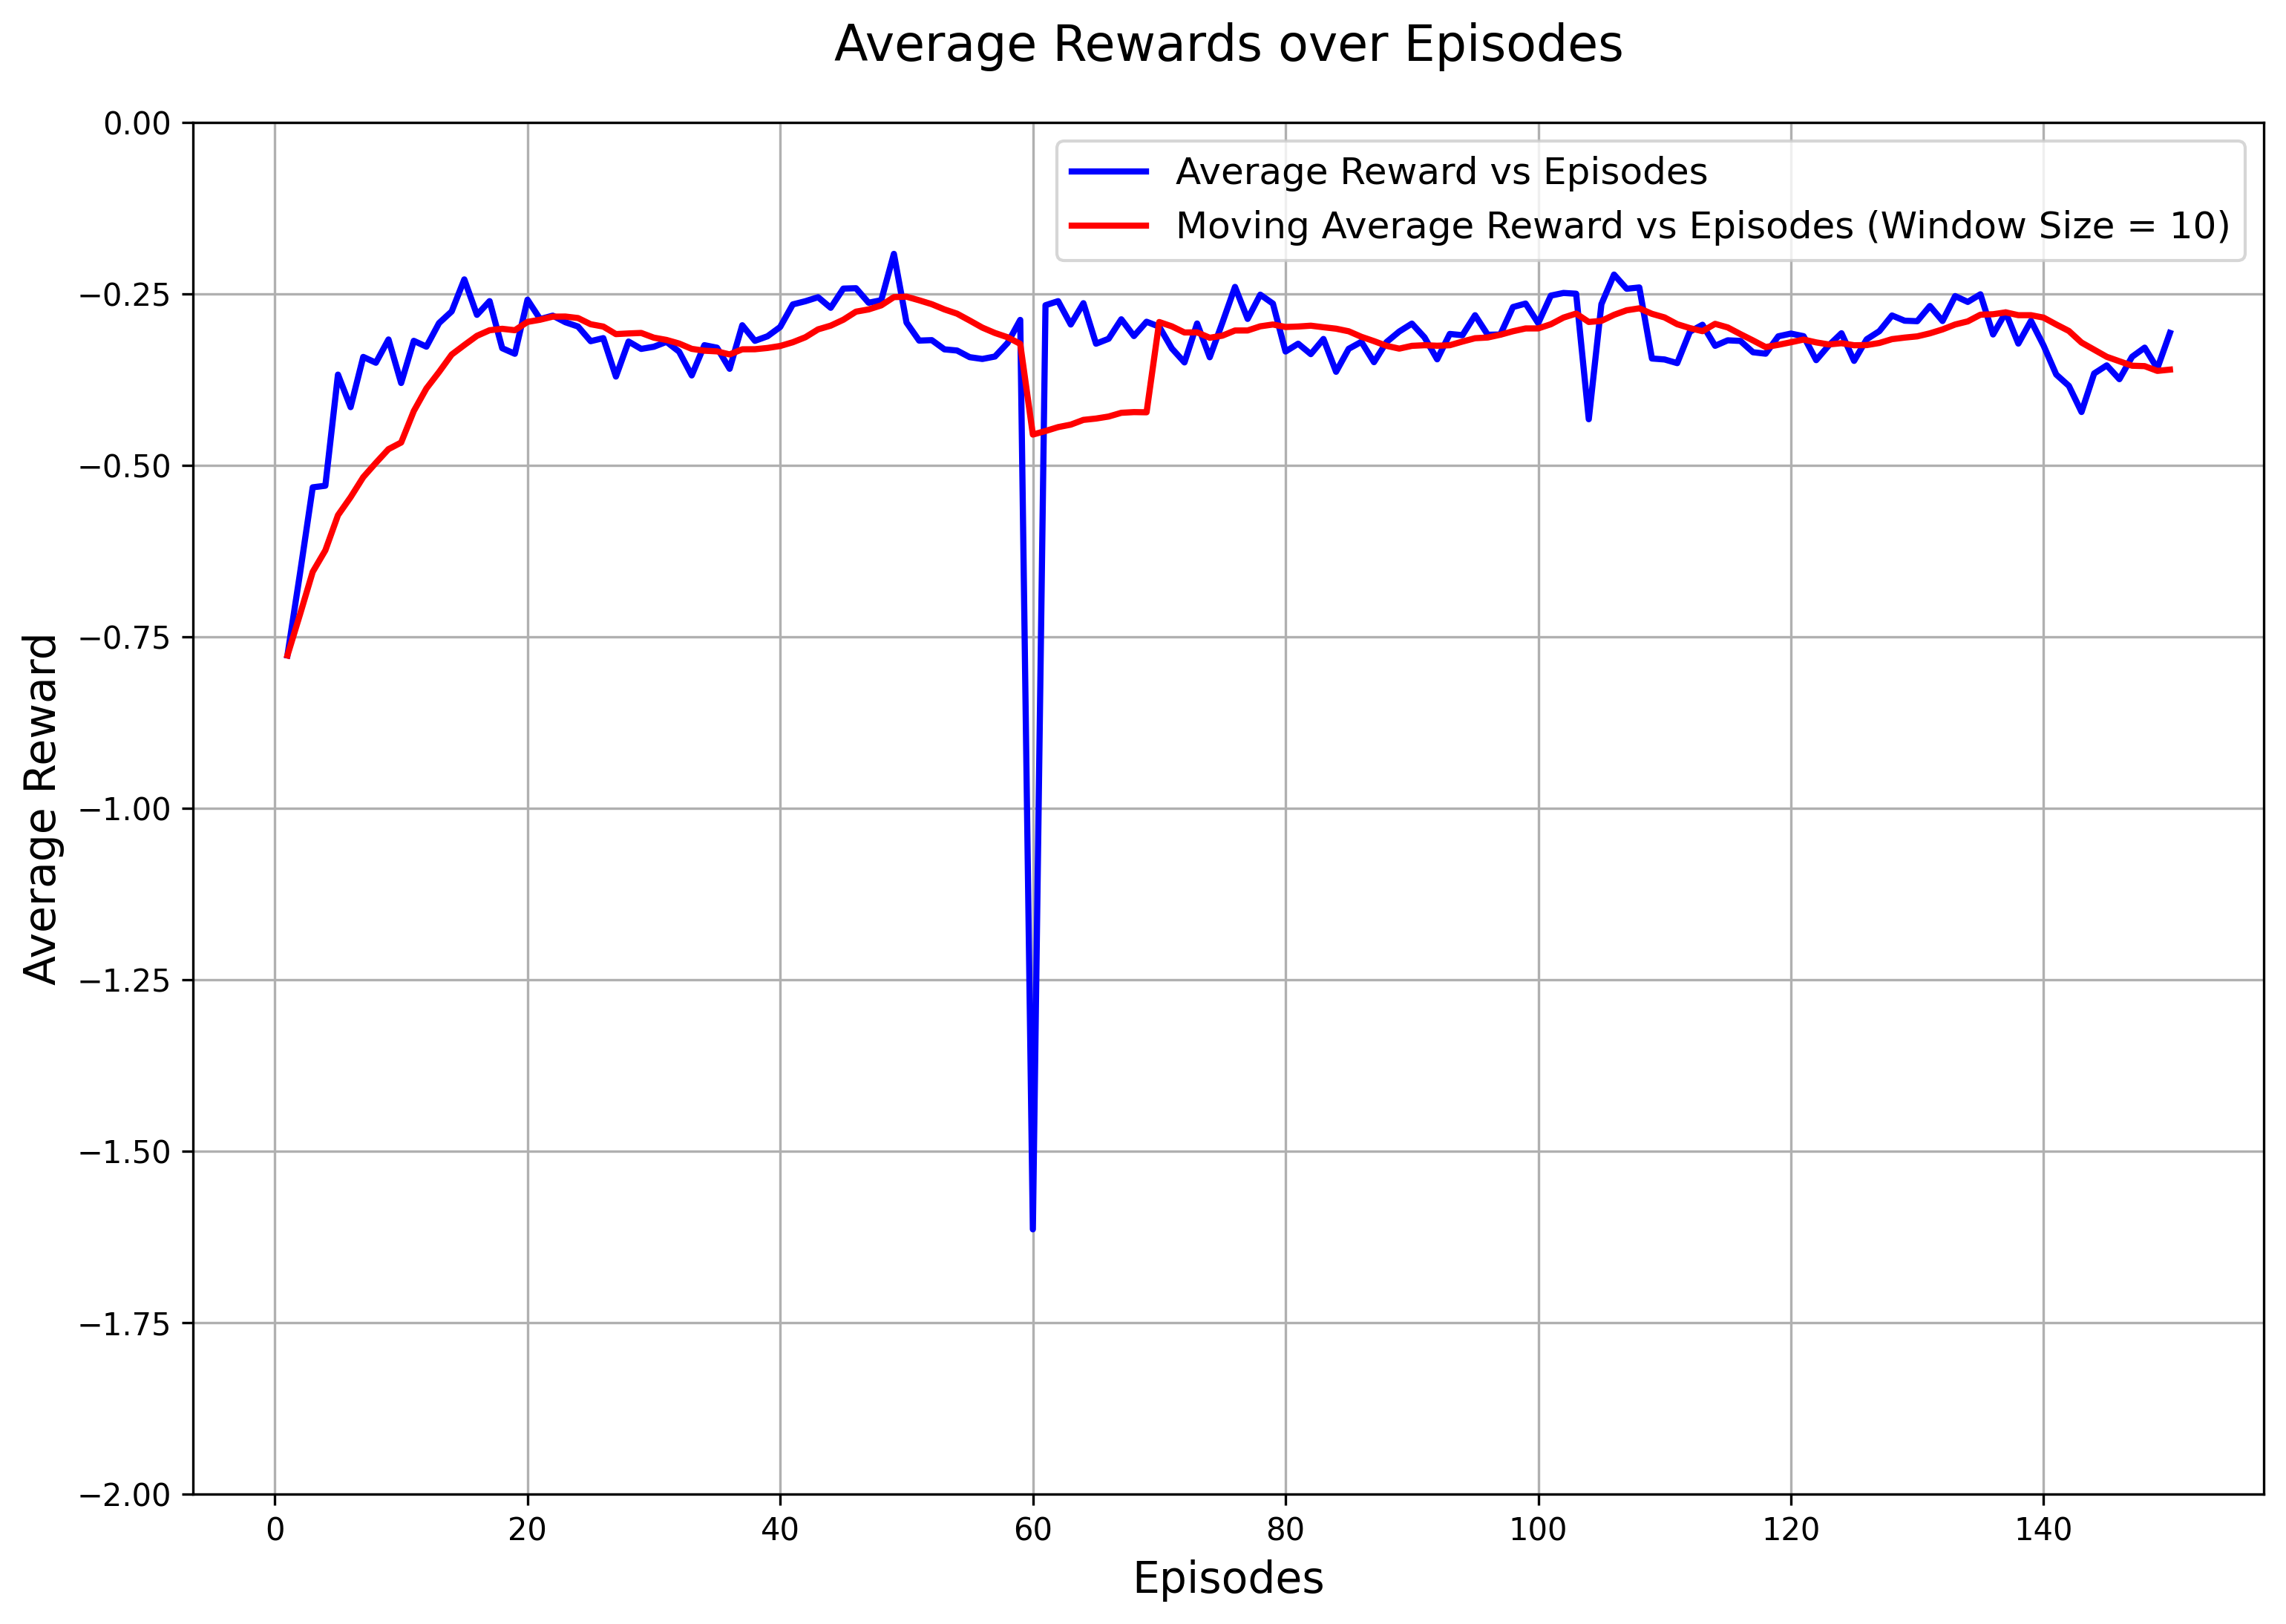 Average Rewards over Episodes
Average Reward vs Episodes
Moving Average Reward vs Episodes (Window Size = 10)
0.00
−0.25
−0.50
−0.75
−1.00
−1.25
−1.50
−1.75
−2.00
Average Reward
0 20 40 60 80 100 120 140
Episodes